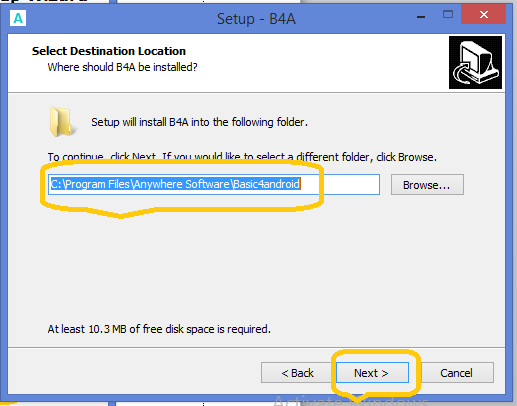 Setup - B4A
Select Destination Location
Where should B4A be installed?
Setup will install B4A into the following folder.
To continue, click Next. If you would like to select a different folder, click Browse.
C:\Program Files\Anywhere Software\Basic4android
Browse...
At least 10.3 MB of free disk space is required.
< Back
Next >
Cancel